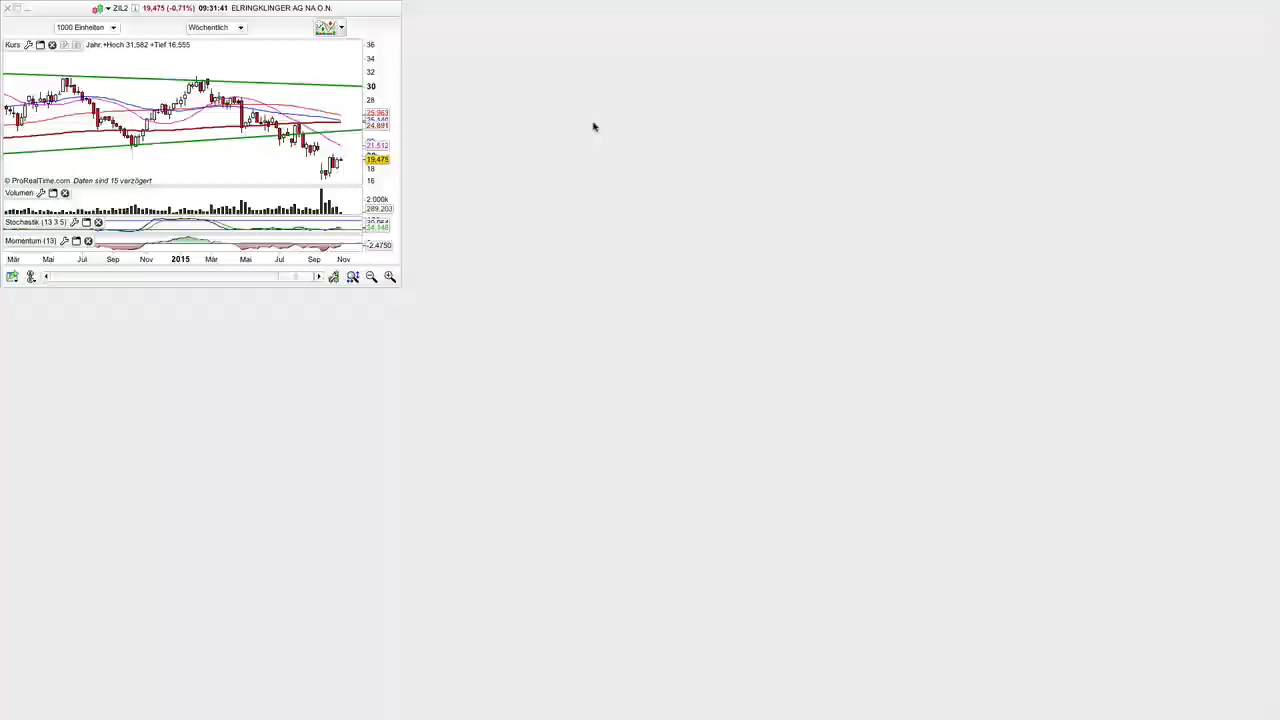 ZIL2 19,475 (-0,71%) 09:31:41 ELRINGKLINGER AG NA O.N.
1000 Einheiten Wöchentlich
Kurs Jahr.+Hoch 31,582 +Tief 16,555
36
34
32
30
28
25,963
24,891
21,512
19,475
18
16
© ProRealTime.com Daten sind 15 verzögert
Volumen
2.000k
289.203
Stochastik (13 3 5)
34,148
Momentum (13)
-2,4750
Mär Mai Jul Sep Nov 2015 Mär Mai Jul Sep Nov